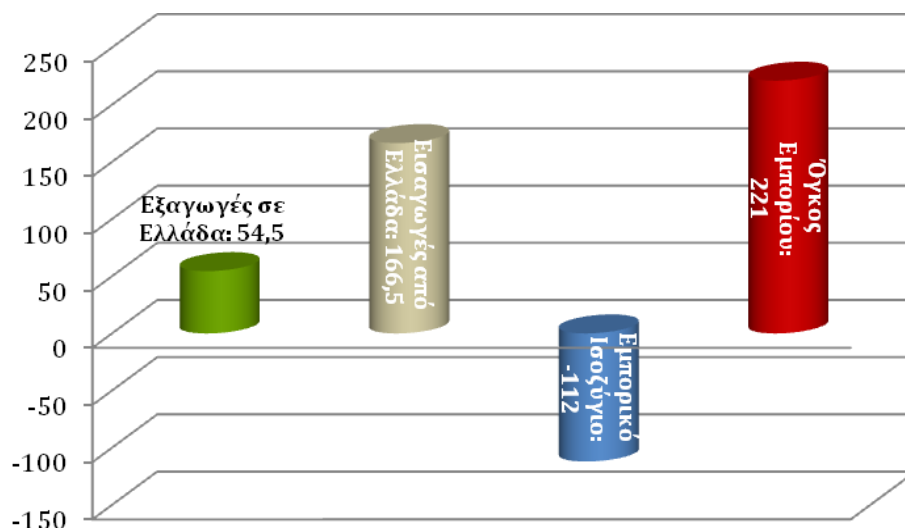 250
200
150
100
50
0
-50
-100
-150
Εξαγωγές σε
Ελλάδα: 54,5
Εισαγωγές από
Ελλάδα: 166,5
Εμπορικό
Ισοζύγιο:
-112
Όγκος
Εμπορίου:
221